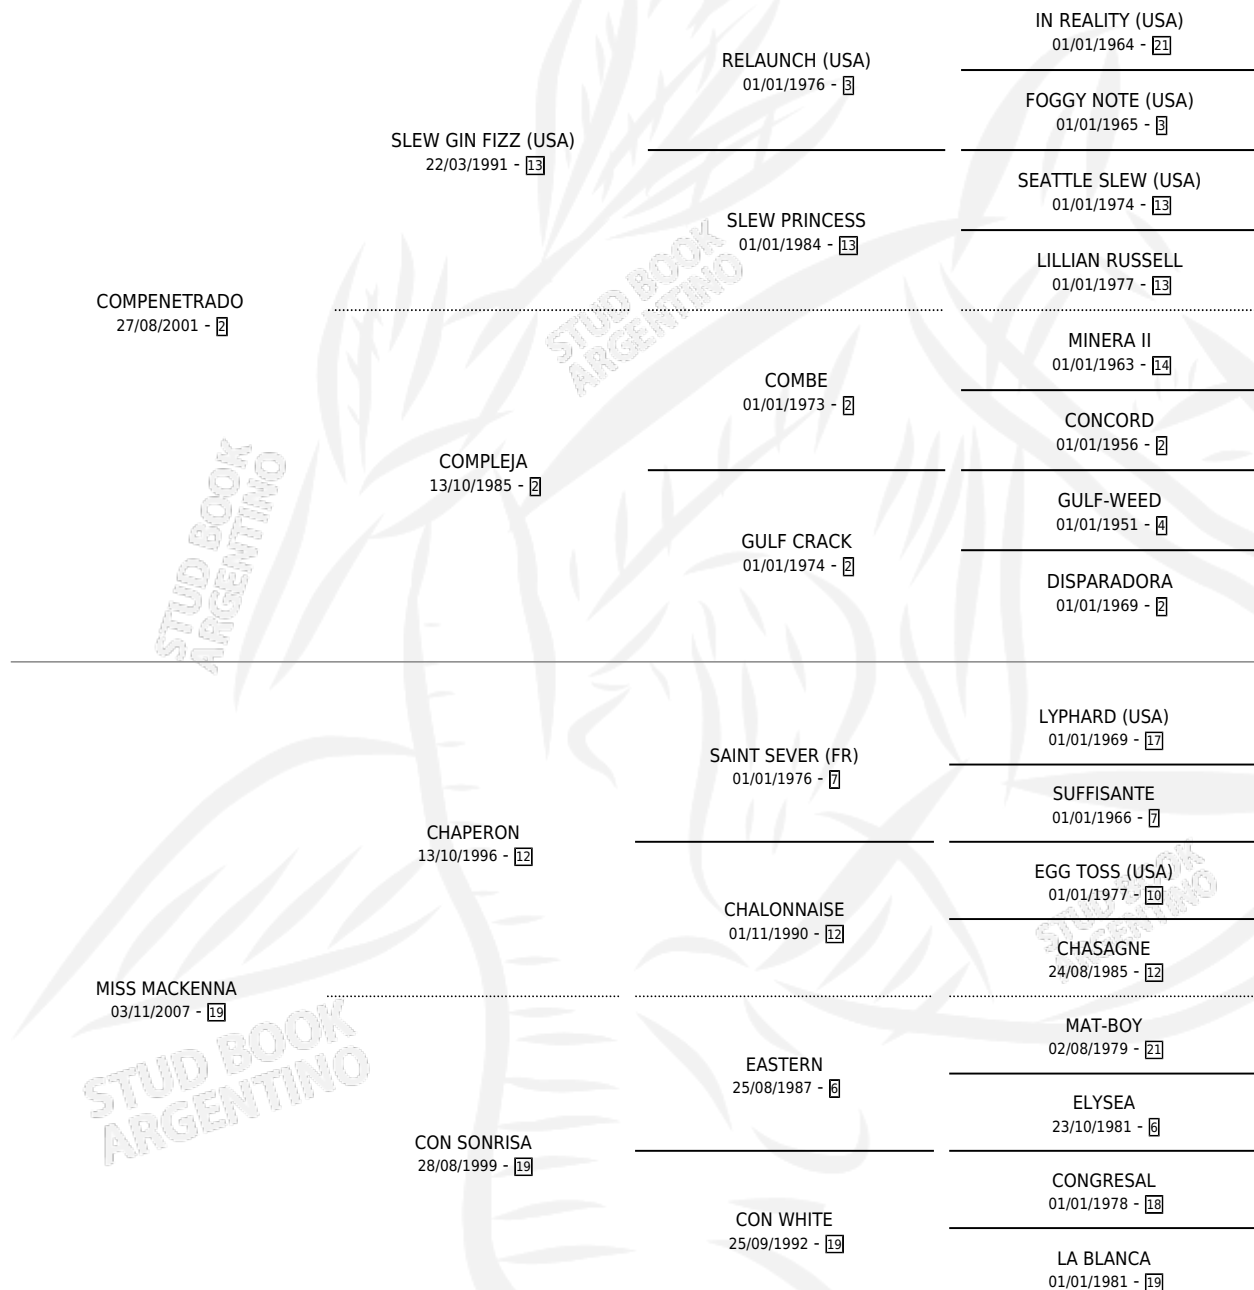 COMPENETRADO
27/08/2001 - 2
SLEW GIN FIZZ (USA)
22/03/1991 - 13
COMPLEJA
13/10/1985 - 2
RELAUNCH (USA)
01/01/1976 - 3
SLEW PRINCESS
01/01/1984 - 13
COMBE
01/01/1973 - 2
GULF CRACK
01/01/1974 - 2
IN REALITY (USA)
01/01/1964 - 21
FOGGY NOTE (USA)
01/01/1965 - 3
SEATTLE SLEW (USA)
01/01/1974 - 13
LILLIAN RUSSELL
01/01/1977 - 13
MINERA II
01/01/1963 - 14
CONCORD
01/01/1956 - 2
GULF-WEED
01/01/1951 - 4
DISPARADORA
01/01/1969 - 2
MISS MACKENNA
03/11/2007 - 19
CHAPERON
13/10/1996 - 12
CON SONRISA
28/08/1999 - 19
SAINT SEVER (FR)
01/01/1976 - 7
CHALONNAISE
01/11/1990 - 12
EASTERN
25/08/1987 - 6
CON WHITE
25/09/1992 - 19
LYPHARD (USA)
01/01/1969 - 17
SUFFISANTE
01/01/1966 - 7
EGG TOSS (USA)
01/01/1977 - 10
CHASAGNE
24/08/1985 - 12
MAT-BOY
02/08/1979 - 21
ELYSEA
23/10/1981 - 6
CONGRESAL
01/01/1978 - 18
LA BLANCA
01/01/1981 - 19
STUD BOOK
ARGENTINO
STUD BOOK
ARGENTINO
STUD BOOK
ARGENTINO
STUD BOOK
ARGENTINO